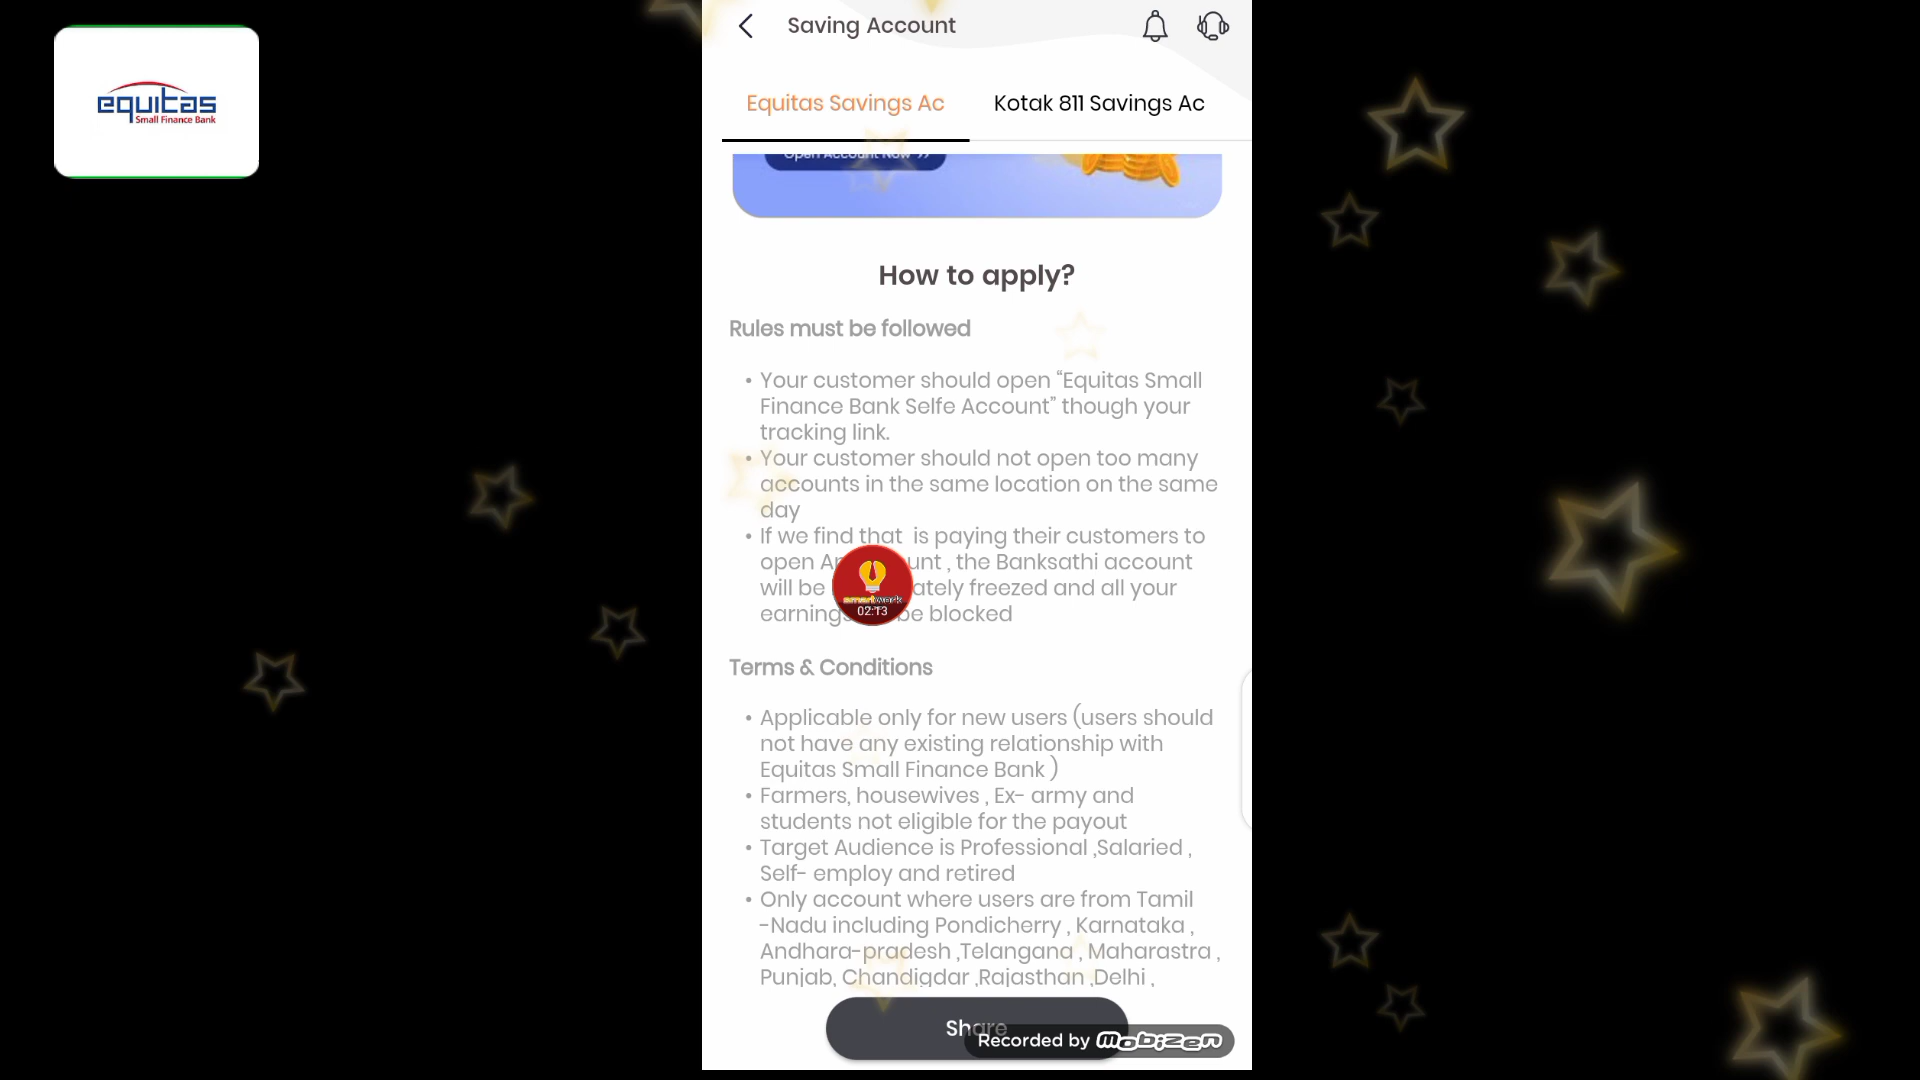 equitas
Small Finance Bank
Saving Account
Equitas Savings Ac
Kotak 811 Savings Ac
Open Account Now >>
How to apply?
Rules must be followed
• Your customer should open “Equitas Small
Finance Bank Selfe Account” though your
tracking link.
• Your customer should not open too many
accounts in the same location on the same
day
• If we find that is paying their customers to
open unt , the Banksathi account
will be ately freezed and all your
earnings be blocked
smartwork
02:13
Terms & Conditions
• Applicable only for new users (users should
not have any existing relationship with
Equitas Small Finance Bank )
• Farmers, housewives , Ex- army and
students not eligible for the payout
• Target Audience is Professional ,Salaried ,
Self- employ and retired
• Only account where users are from Tamil
-Nadu including Pondicherry , Karnataka ,
Andhara-pradesh ,Telangana , Maharastra ,
Punjab, Chandigdar ,Rajasthan ,Delhi ,
Share
Recorded by mobizen